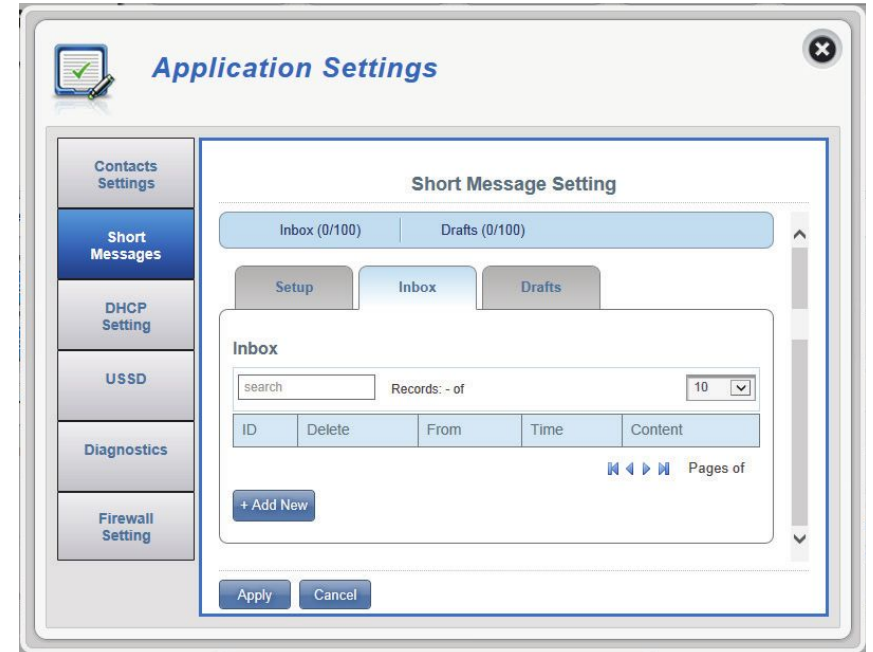 Application Settings
Contacts
Settings
Short
Messages
DHCP
Setting
USSD
Diagnostics
Firewall
Setting
Short Message Setting
Inbox (0/100) Drafts (0/100)
Setup Inbox Drafts
Inbox
search Records: - of 10
ID Delete From Time Content
Pages of
+ Add New
Apply Cancel